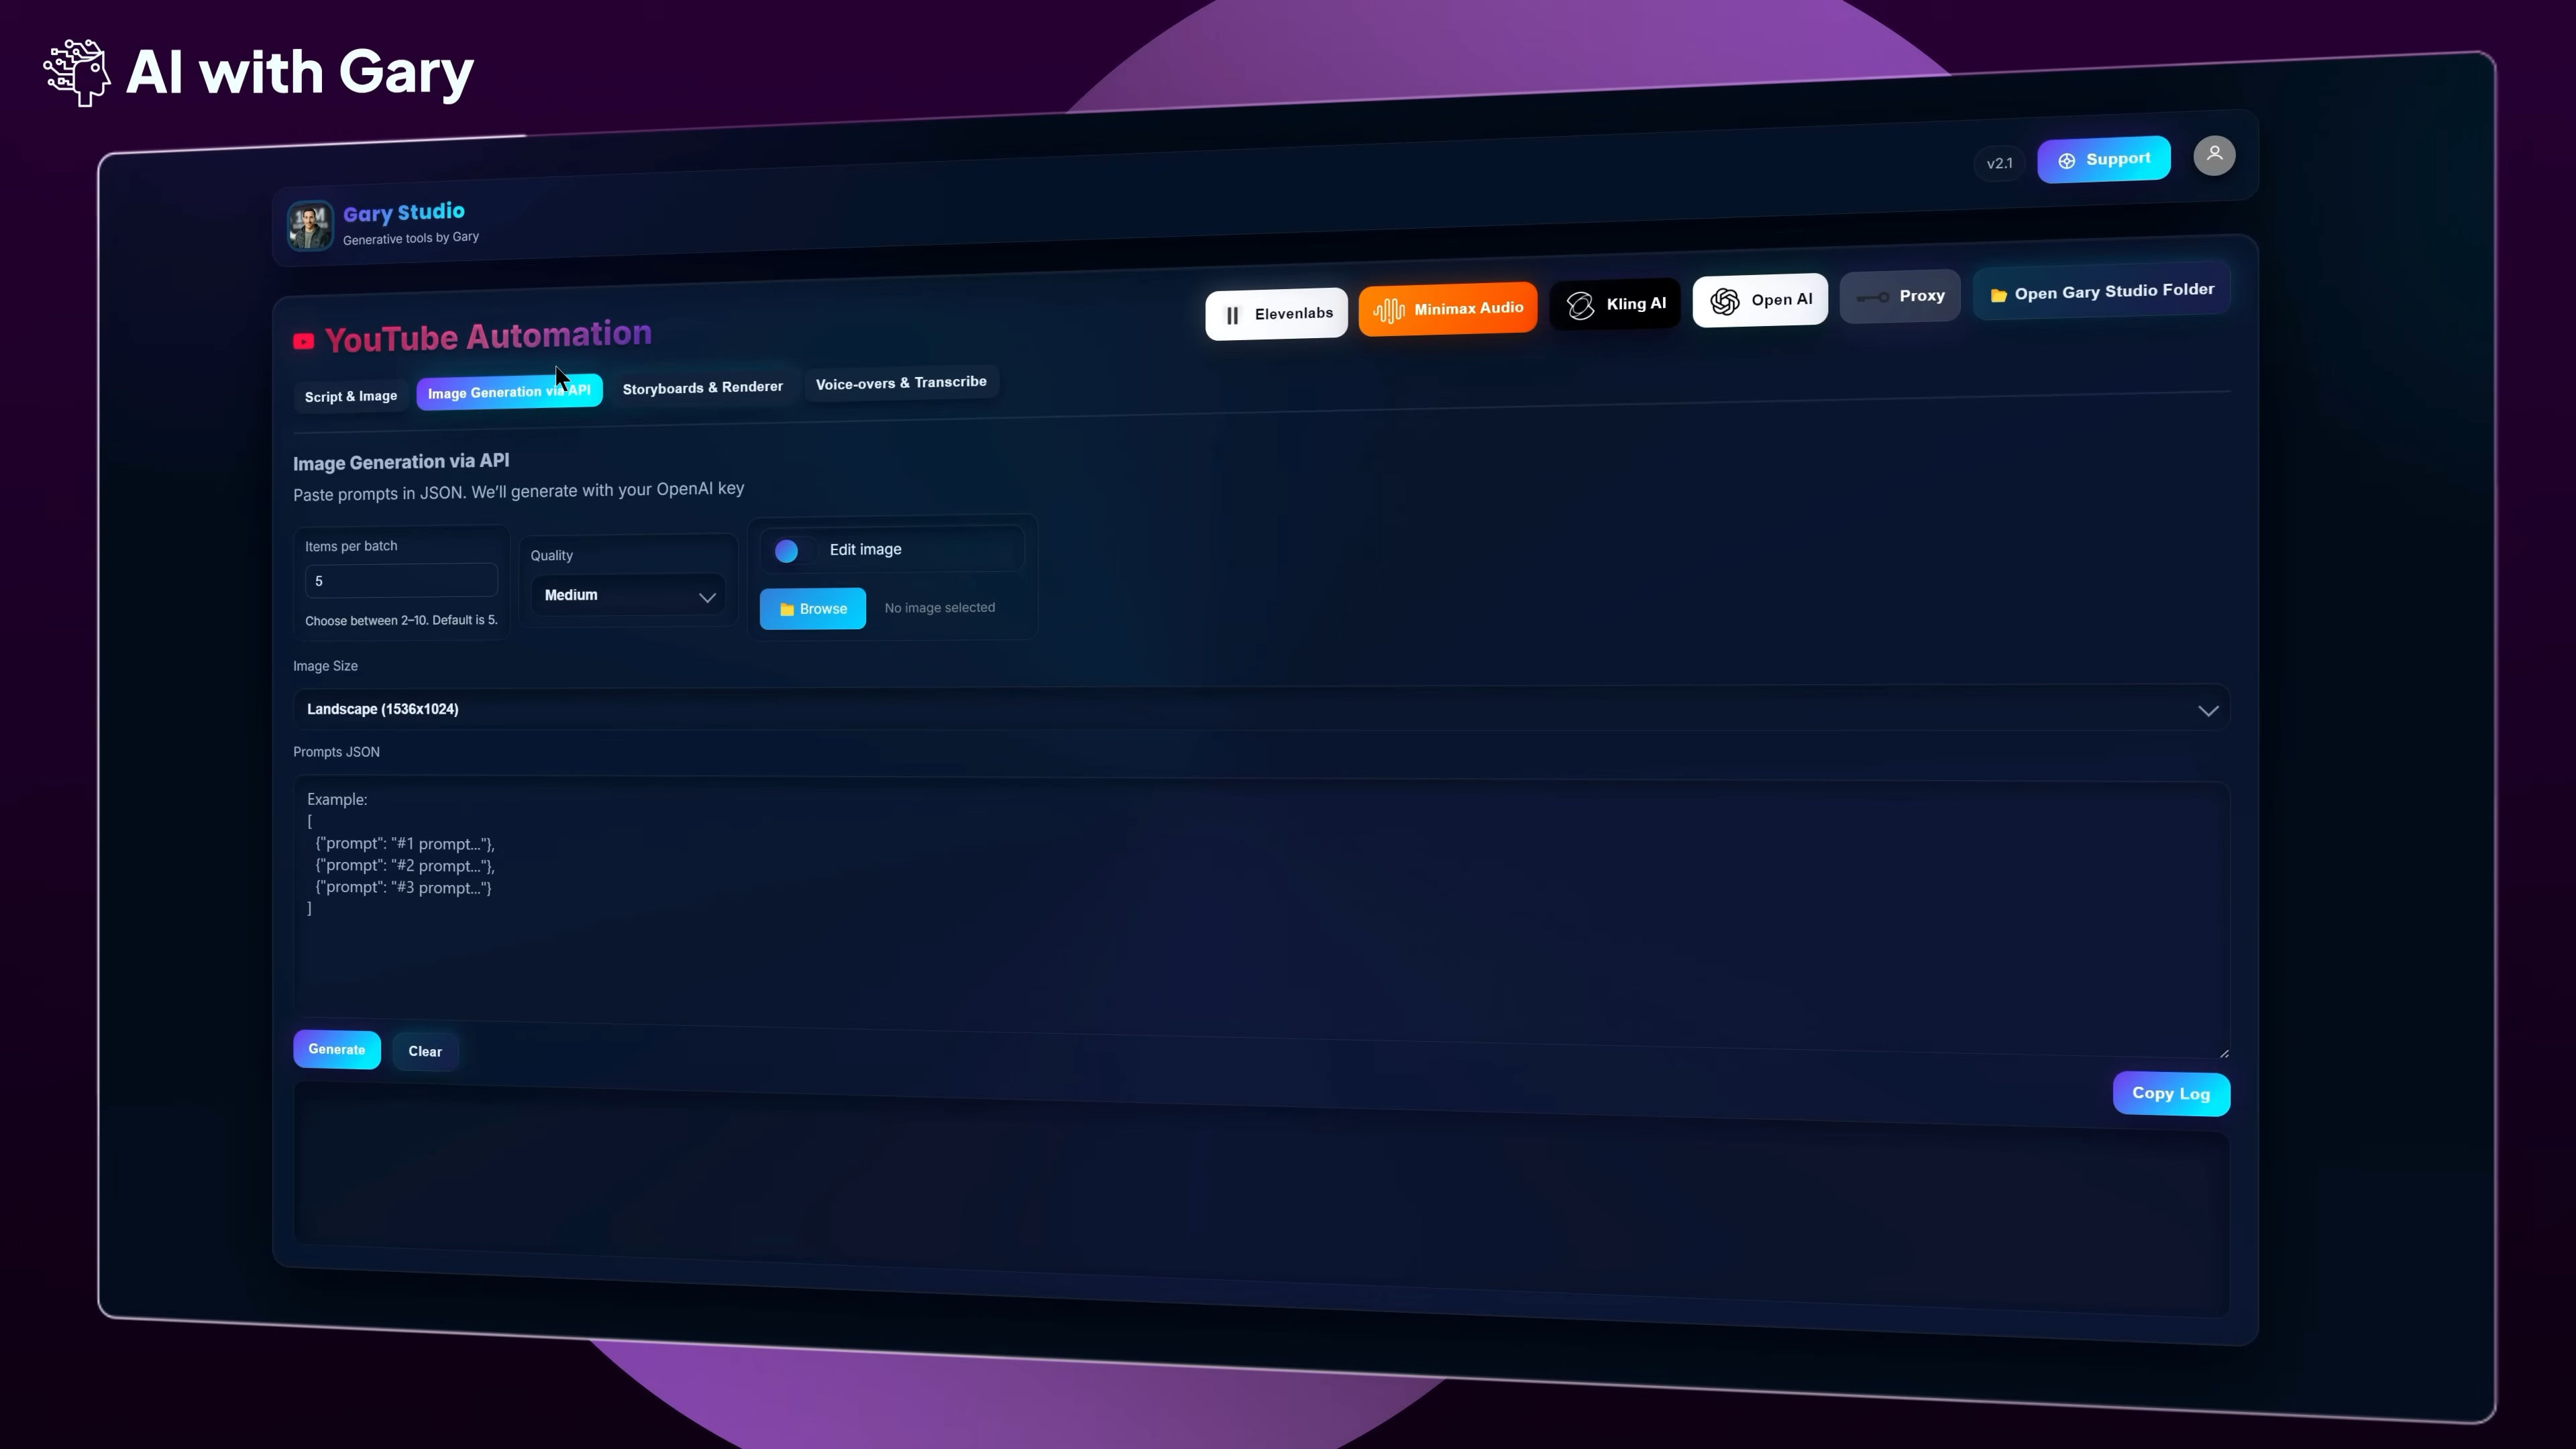 AI with Gary
v2.1
Support
Gary Studio
Generative tools by Gary
YouTube Automation
Elevenlabs
Minimax Audio
Kling AI
Open AI
Proxy
Open Gary Studio Folder
Script & Image
Image Generation via API
Storyboards & Renderer
Voice-overs & Transcribe
Image Generation via API
Paste prompts in JSON. We'll generate with your OpenAI key
Items per batch
5
Choose between 2–10. Default is 5.
Quality
Medium
Edit image
Browse
No image selected
Image Size
Landscape (1536x1024)
Prompts JSON
Example:
[
{"prompt": "#1 prompt..."},
{"prompt": "#2 prompt..."},
{"prompt": "#3 prompt..."}
]
Generate
Clear
Copy Log